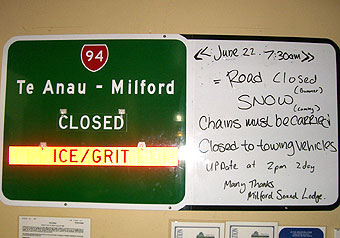 94
Te Anau - Milford
CLOSED
ICE/GRIT
June 22 7:30am
= Road Closed
(Bummer)
SNOW
(coming)
Chains must be carried
Closed to towing vehicles
UPDate at 2pm 2day
Many Thanks
Milford Sound Lodge.